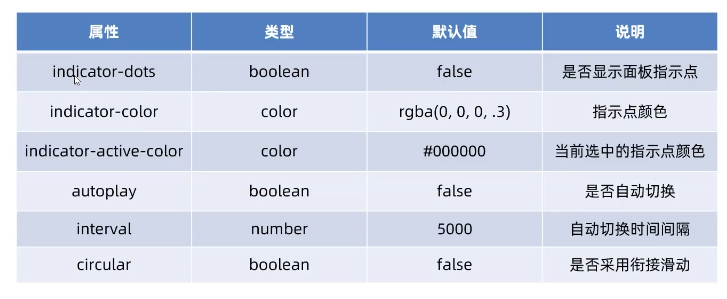 属性 类型 默认值 说明
indicator-dots boolean false 是否显示面板指示点
indicator-color color rgba(0, 0, 0, .3) 指示点颜色
indicator-active-color color #000000 当前选中的指示点颜色
autoplay boolean false 是否自动切换
interval number 5000 自动切换时间间隔
circular boolean false 是否采用衔接滑动